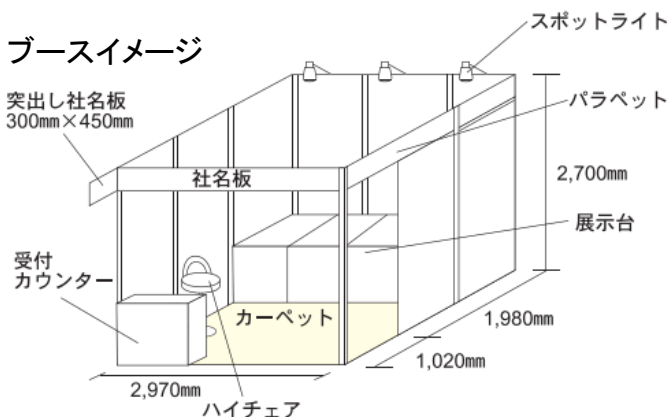 スポットライト
ブースイメージ
突出し社名板
300mm×450mm
パラペット
社名板
2,700mm
展示台
受付
カウンター
カーペット
1,980mm
1,020mm
2,970mm
ハイチェア